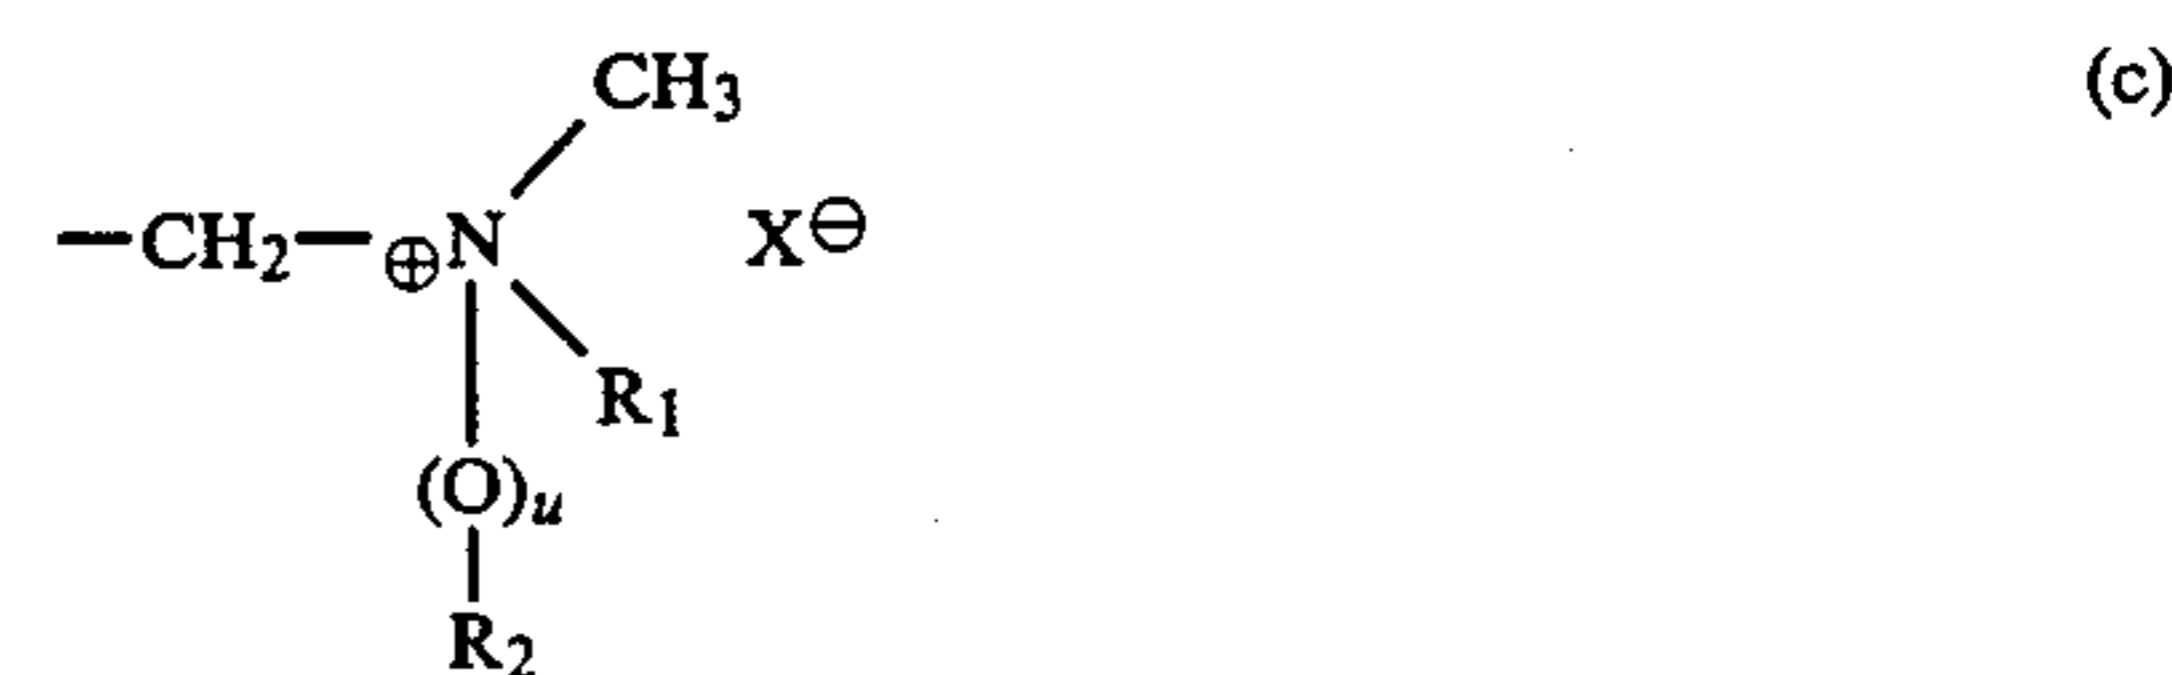 CH₃ (c)
—CH₂—⊕N X⊖
R₁
(O)ᵤ
R₂